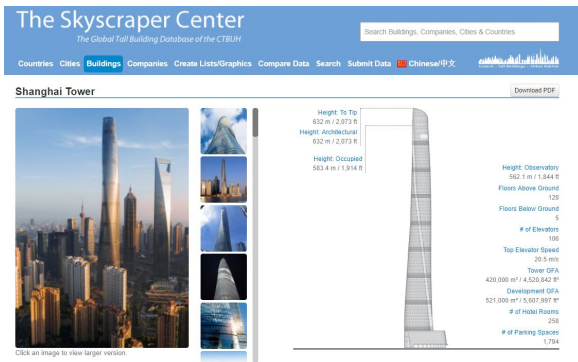 The Skyscraper Center
The Global Tall Building Database of the CTBUH
Search Buildings, Companies, Cities & Countries
Countries Cities Buildings Companies Create Lists/Graphics Compare Data Search Submit Data Chinese/中文
Shanghai Tower
Download PDF
Height: To Tip
632 m / 2,073 ft
Height: Architectural
632 m / 2,073 ft
Height: Occupied
583.4 m / 1,914 ft
Height: Observatory
562.1 m / 1,844 ft
Floors Above Ground
128
Floors Below Ground
5
# of Elevators
106
Top Elevator Speed
20.5 m/s
Tower GFA
420,000 m² / 4,520,842 ft²
Development GFA
521,000 m² / 5,607,997 ft²
# of Hotel Rooms
258
# of Parking Spaces
1,794
Click an image to view larger version.